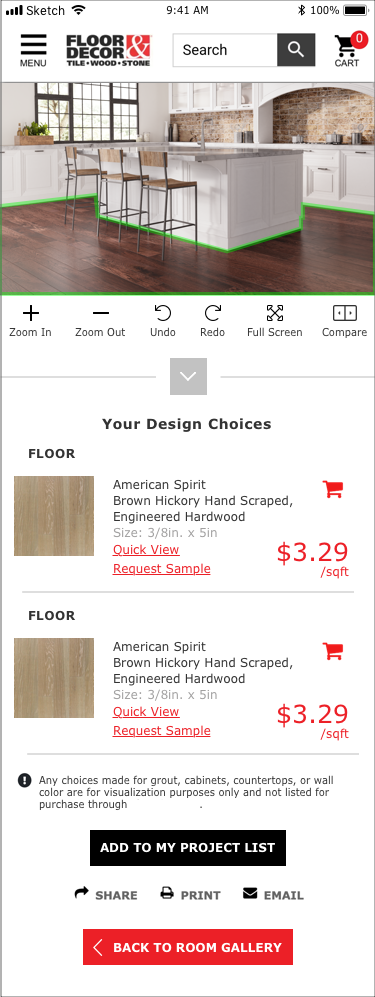 Sketch 9:41 AM 100%
MENU
FLOOR
& DECOR
TILE • WOOD • STONE
Search
0
CART
Zoom In Zoom Out Undo Redo Full Screen Compare
Your Design Choices
FLOOR
American Spirit
Brown Hickory Hand Scraped,
Engineered Hardwood
Size: 3/8in. x 5in
Quick View
$3.29
/sqft
Request Sample
FLOOR
American Spirit
Brown Hickory Hand Scraped,
Engineered Hardwood
Size: 3/8in. x 5in
Quick View
$3.29
/sqft
Request Sample
Any choices made for grout, cabinets, countertops, or wall
color are for visualization purposes only and not listed for
purchase through .
ADD TO MY PROJECT LIST
SHARE PRINT EMAIL
BACK TO ROOM GALLERY